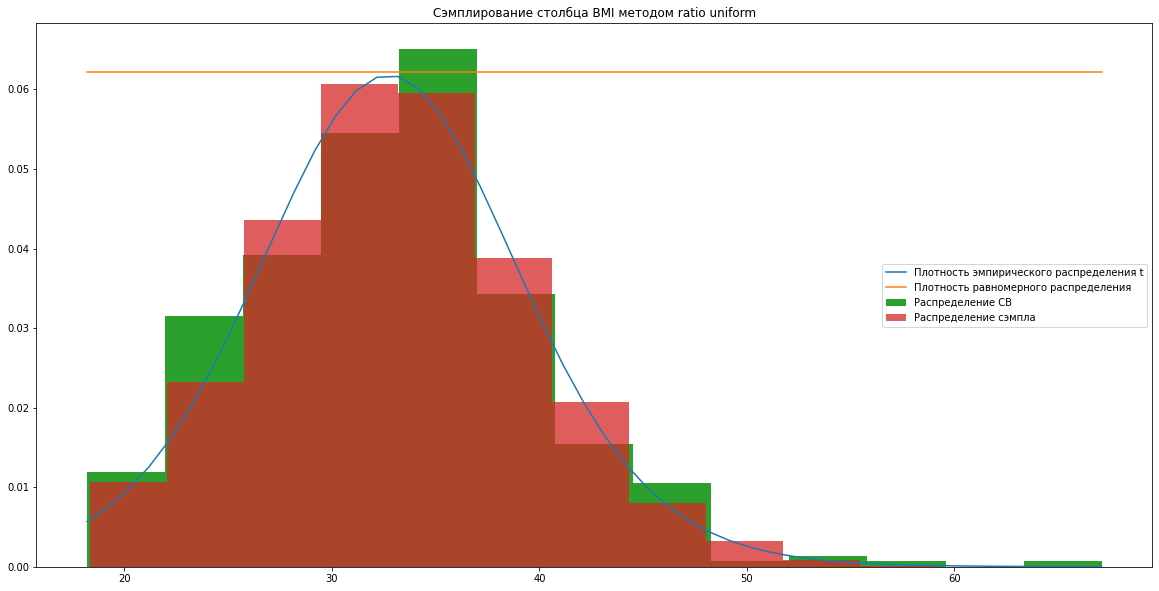 Сэмплирование столбца BMI методом ratio uniform
0.06
0.05
0.04
0.03
0.02
0.01
0.00
Плотность эмпирического распределения t
Плотность равномерного распределения
Распределение СВ
Распределение сэмпла
20
30
40
50
60